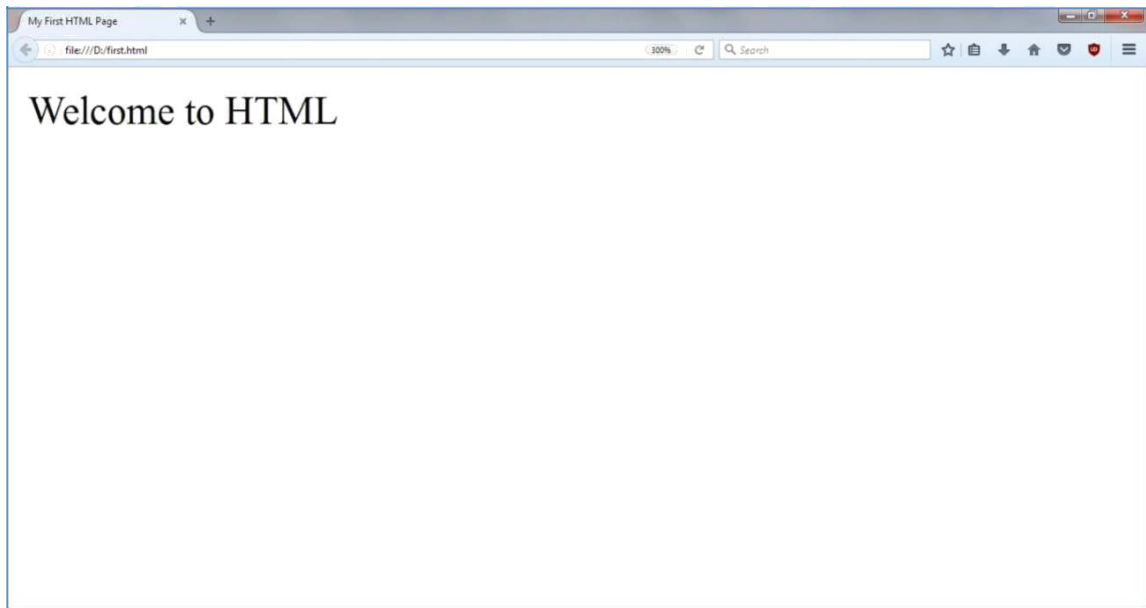 My First HTML Page
file:///D:/first.html
300%
Search
Welcome to HTML